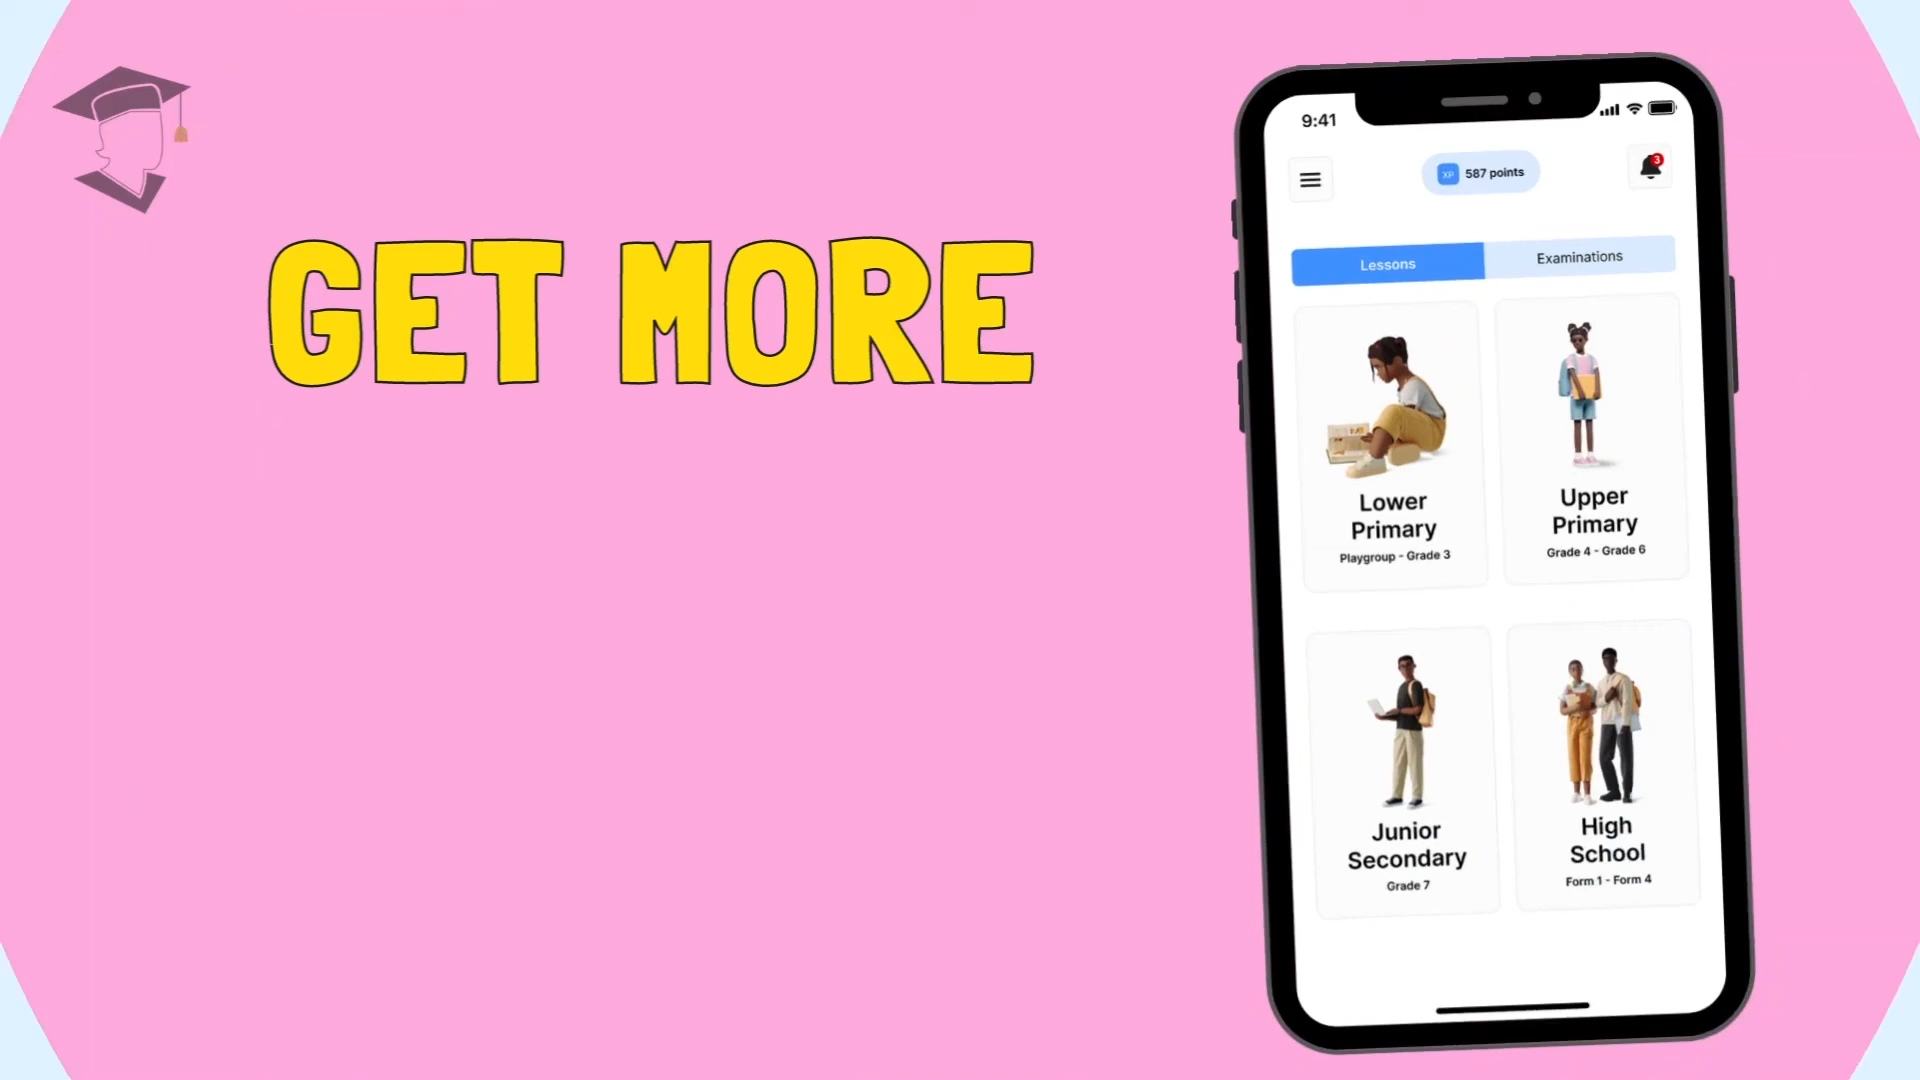 GET MORE
9:41
XP 587 points
3
Lessons
Examinations
Lower
Primary
Playgroup - Grade 3
Upper
Primary
Grade 4 - Grade 6
Junior
Secondary
Grade 7
High
School
Form 1 - Form 4